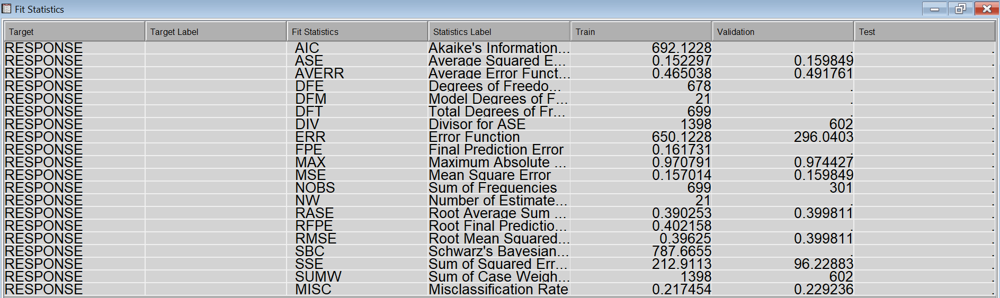 Fit Statistics
Target Target Label Fit Statistics Statistics Label Train Validation Test
RESPONSE AIC Akaike's Information... 692.1228 . .
RESPONSE ASE Average Squared E... 0.152297 0.159849 .
RESPONSE AVERR Average Error Funct... 0.465038 0.491761 .
RESPONSE DFE Degrees of Freedo... 678 . .
RESPONSE DFM Model Degrees of F... 21 . .
RESPONSE DFT Total Degrees of Fr... 699 . .
RESPONSE DIV Divisor for ASE 1398 602 .
RESPONSE ERR Error Function 650.1228 296.0403 .
RESPONSE FPE Final Prediction Error 0.161731 . .
RESPONSE MAX Maximum Absolute ... 0.970791 0.974427 .
RESPONSE MSE Mean Square Error 0.157014 0.159849 .
RESPONSE NOBS Sum of Frequencies 699 301 .
RESPONSE NW Number of Estimate... 21 . .
RESPONSE RASE Root Average Sum ... 0.390253 0.399811 .
RESPONSE RFPE Root Final Predictio... 0.402158 . .
RESPONSE RMSE Root Mean Squared... 0.39625 0.399811 .
RESPONSE SBC Schwarz's Bayesian... 787.6655 . .
RESPONSE SSE Sum of Squared Err... 212.9113 96.22883 .
RESPONSE SUMW Sum of Case Weigh... 1398 602 .
RESPONSE MISC Misclassification Rate 0.217454 0.229236 .